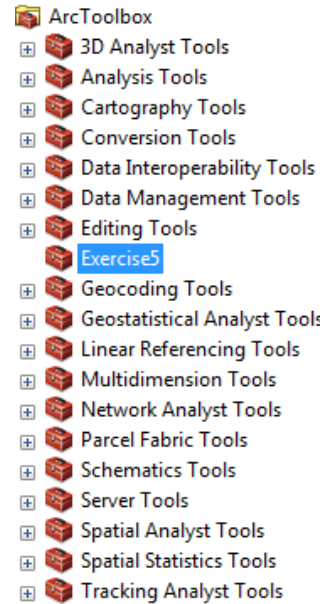 ArcToolbox
3D Analyst Tools
Analysis Tools
Cartography Tools
Conversion Tools
Data Interoperability Tools
Data Management Tools
Editing Tools
Exercise5
Geocoding Tools
Geostatistical Analyst Tools
Linear Referencing Tools
Multidimension Tools
Network Analyst Tools
Parcel Fabric Tools
Schematics Tools
Server Tools
Spatial Analyst Tools
Spatial Statistics Tools
Tracking Analyst Tools